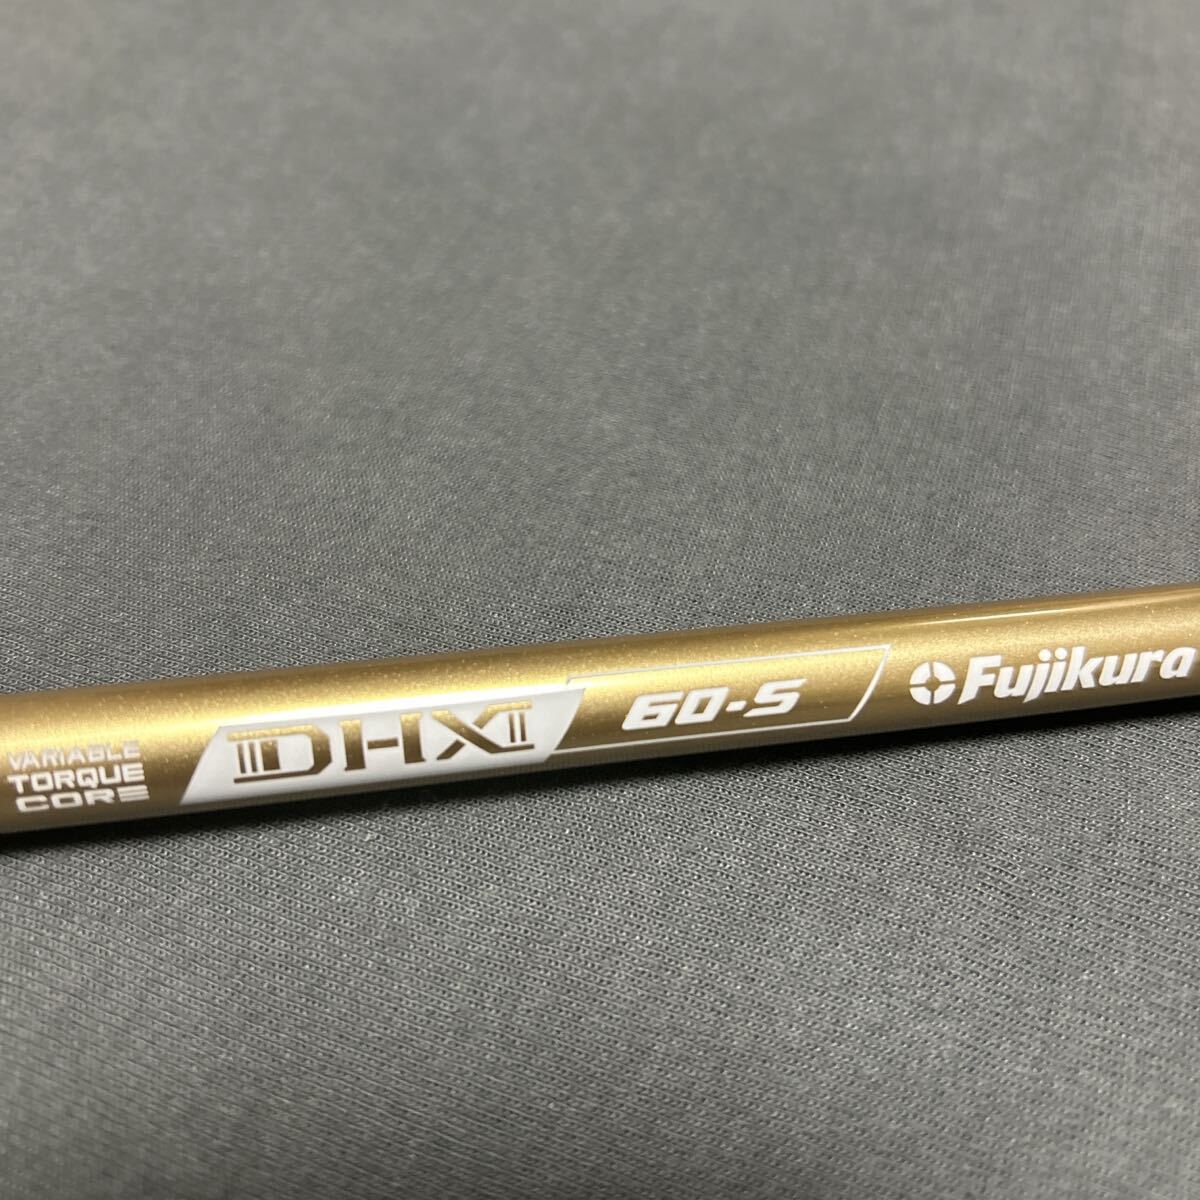 VARIABLE
TORQUE
CORE
DHX
60-S
Fujikura